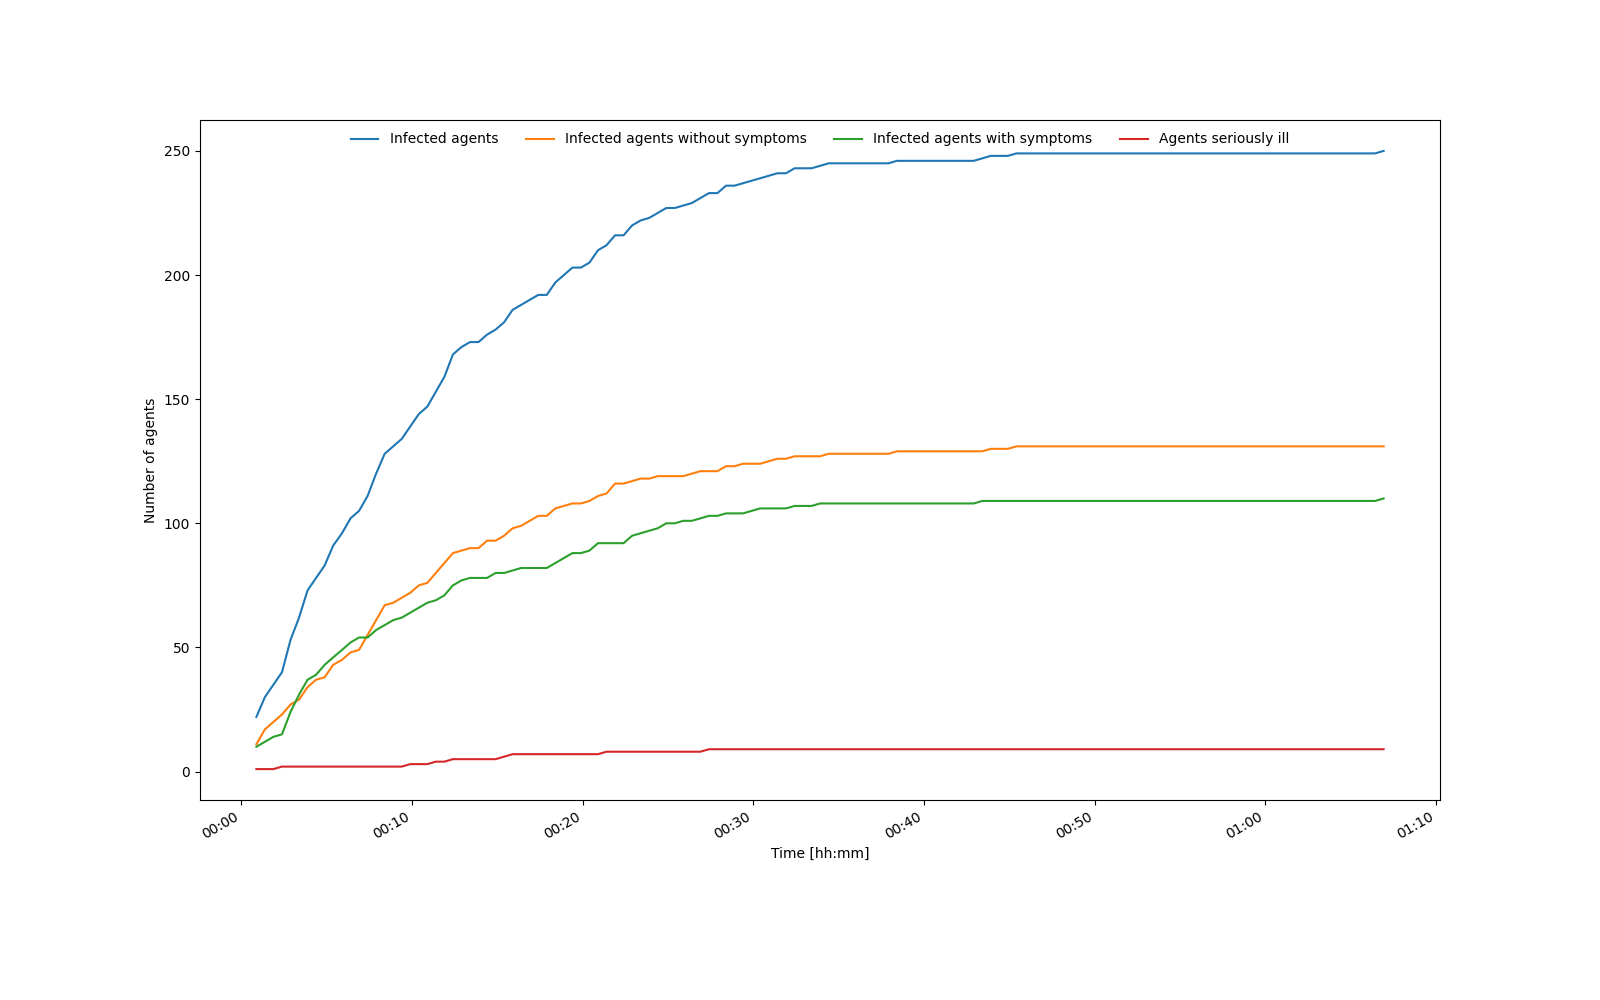 Infected agents Infected agents without symptoms Infected agents with symptoms Agents seriously ill
250
200
150
100
50
0
Number of agents
00:00 00:10 00:20 00:30 00:40 00:50 01:00 01:10
Time [hh:mm]